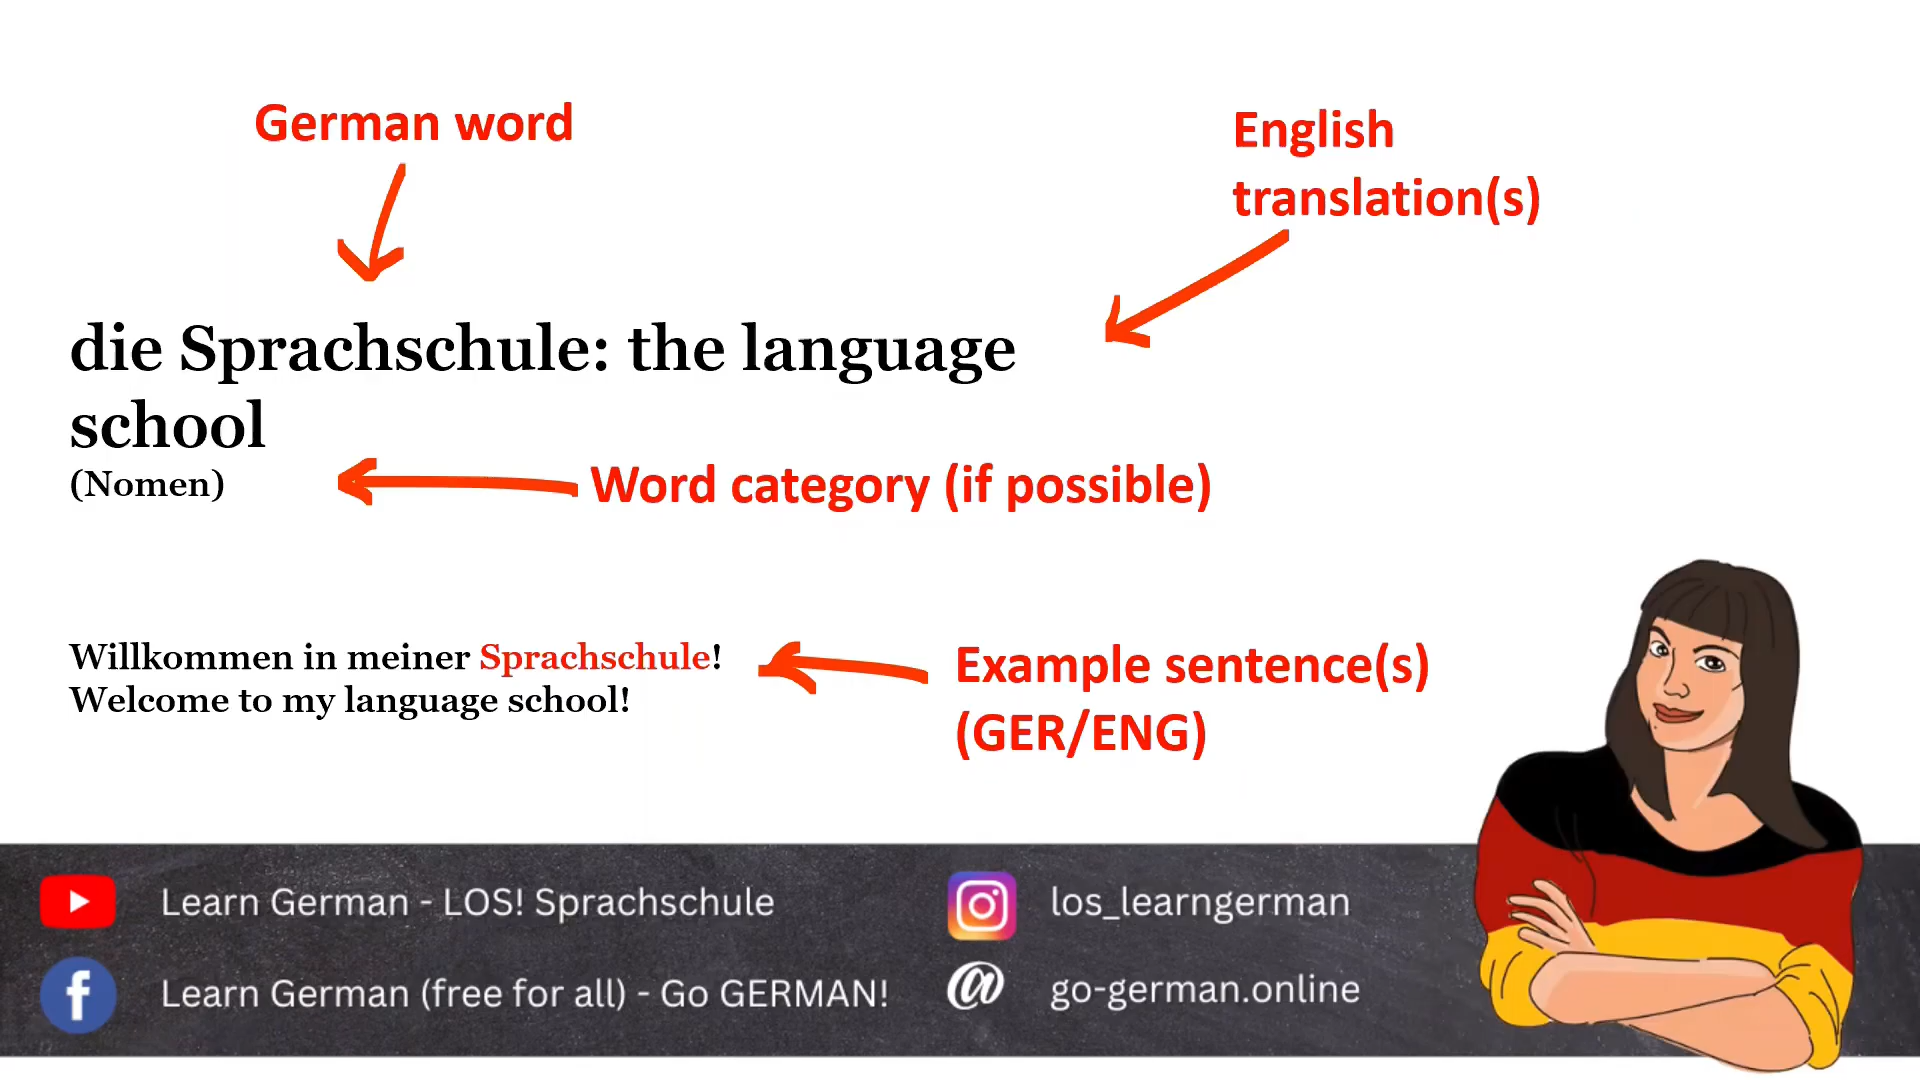 German word
English
translation(s)
die Sprachschule: the language
school
(Nomen)
Word category (if possible)
Willkommen in meiner Sprachschule!
Welcome to my language school!
Example sentence(s)
(GER/ENG)
Learn German - LOS! Sprachschule
los_learngerman
f Learn German (free for all) - Go GERMAN!
@ go-german.online